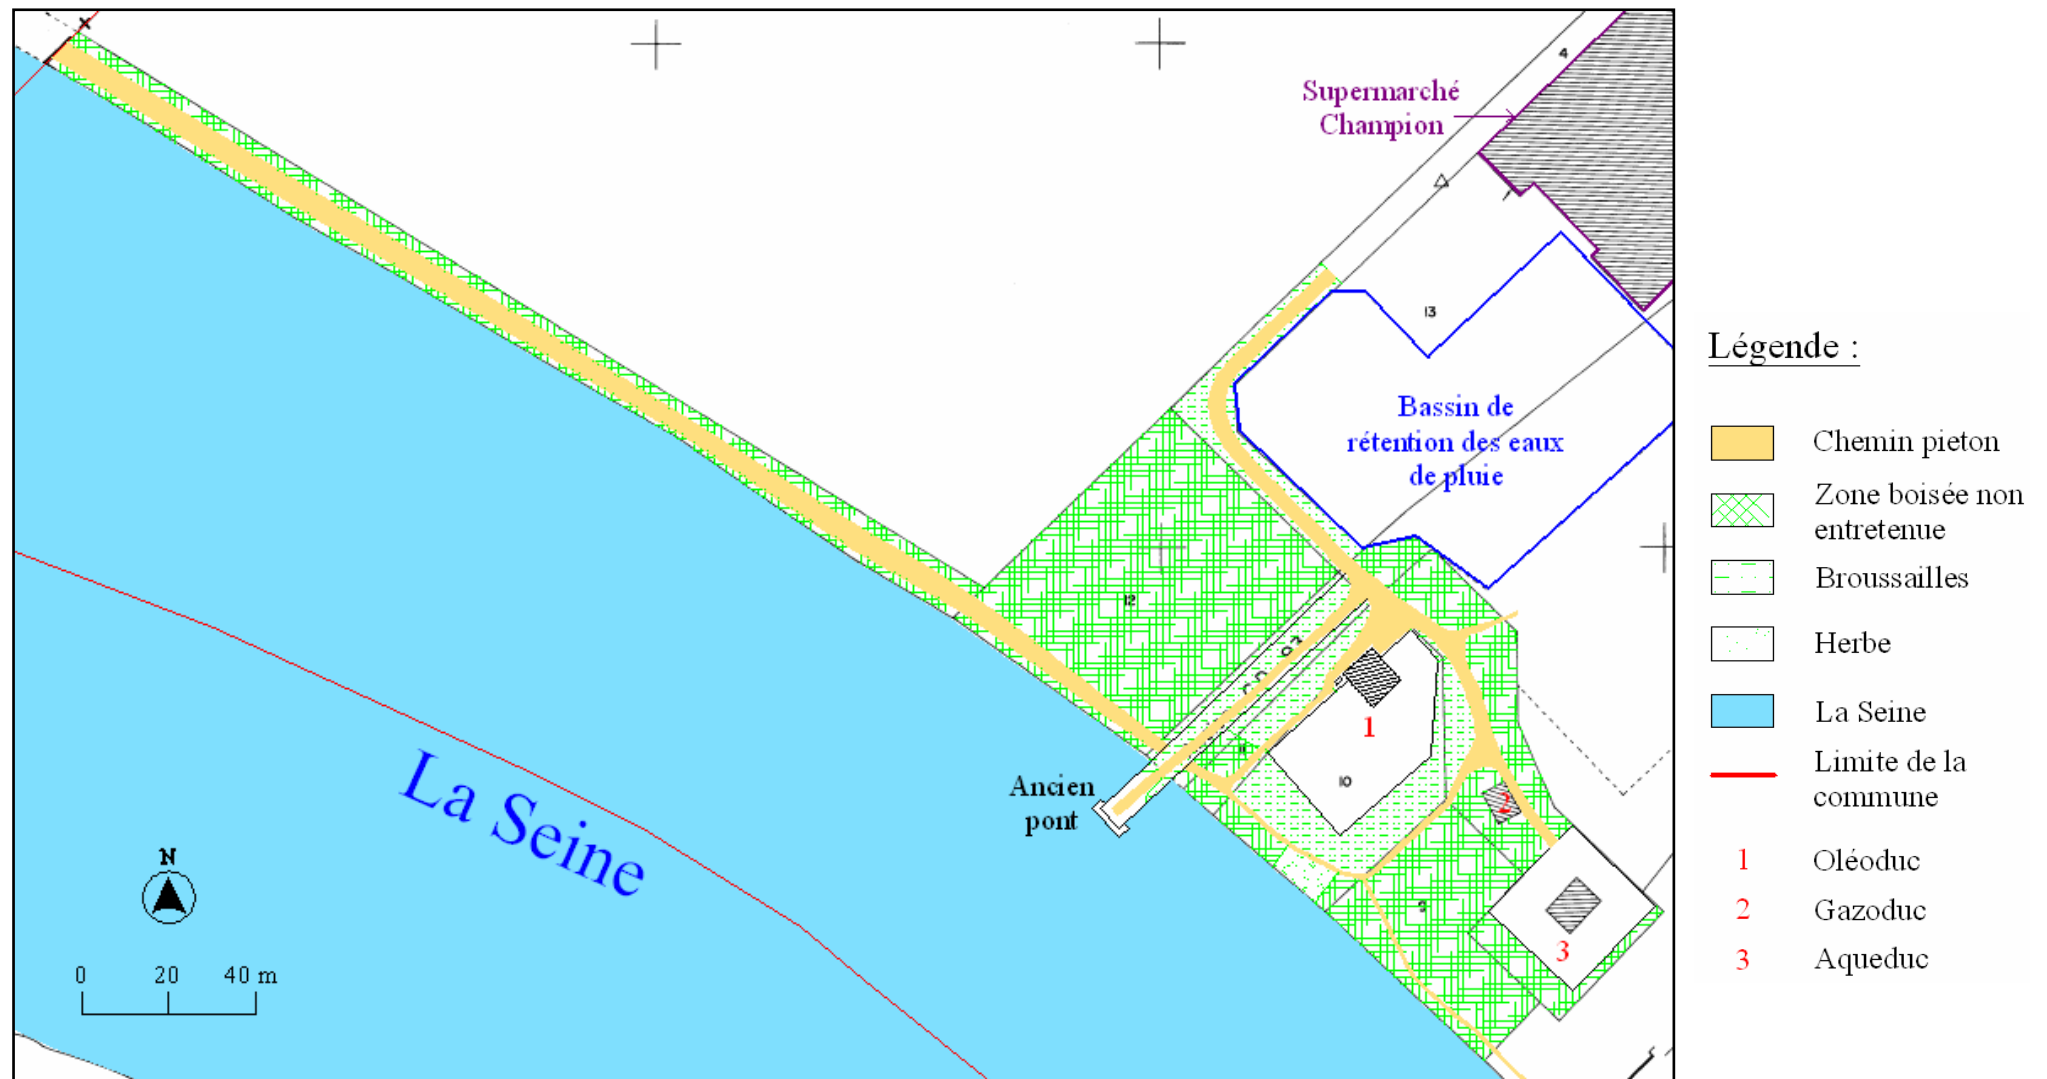 4
Supermarché
Champion
13
Bassin de
rétention des eaux
de pluie
12
1
10
2
3
9
Ancien
pont
La Seine
N
0 20 40 m
Légende :
Chemin pieton
Zone boisée non
entretenue
Broussailles
Herbe
La Seine
Limite de la
commune
1 Oléoduc
2 Gazoduc
3 Aqueduc